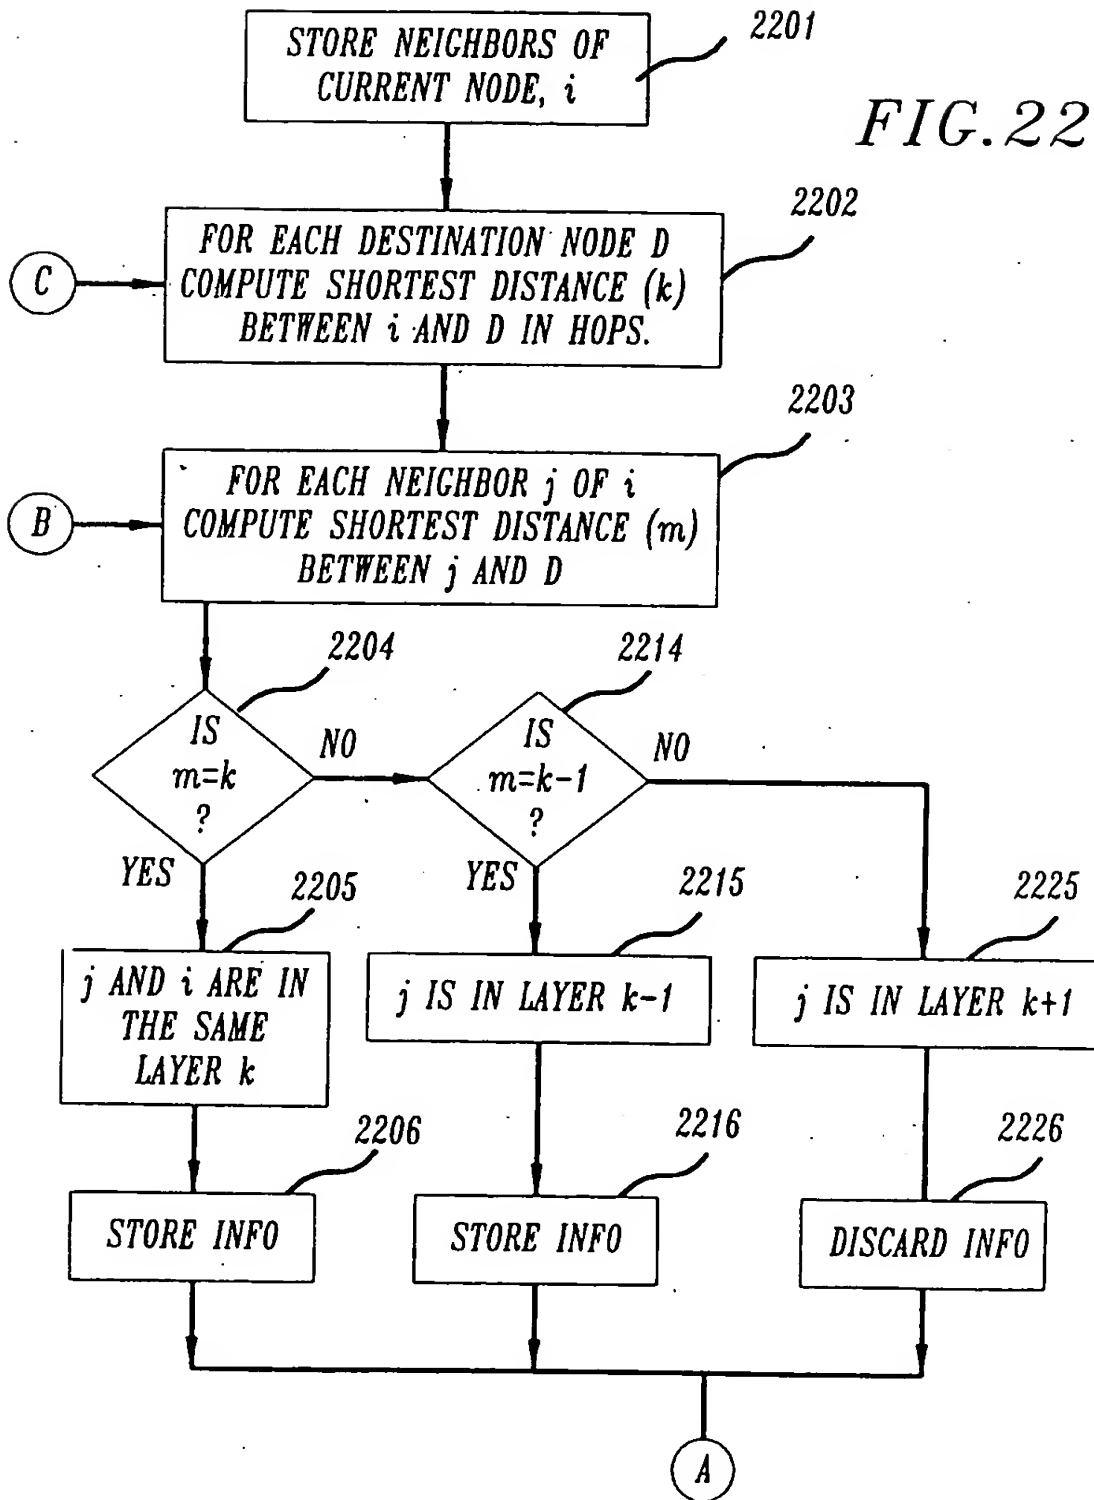 2201
STORE NEIGHBORS OF
CURRENT NODE, i
FIG.22
2202
FOR EACH DESTINATION NODE D
COMPUTE SHORTEST DISTANCE (k)
BETWEEN i AND D IN HOPS.
C
2203
FOR EACH NEIGHBOR j OF i
COMPUTE SHORTEST DISTANCE (m)
BETWEEN j AND D
B
2204
IS
m=k
?
NO
YES
2214
IS
m=k-1
?
NO
YES
2205
j AND i ARE IN
THE SAME
LAYER k
2215
j IS IN LAYER k-1
2225
j IS IN LAYER k+1
2206
STORE INFO
2216
STORE INFO
2226
DISCARD INFO
A